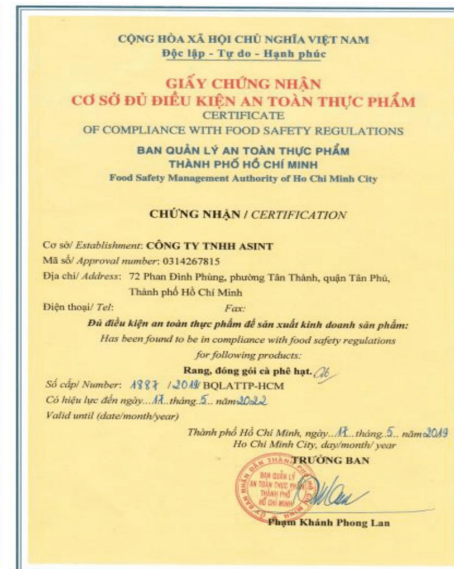 CỘNG HÒA XÃ HỘI CHỦ NGHĨA VIỆT NAM
Độc lập - Tự do - Hạnh phúc
GIẤY CHỨNG NHẬN
CƠ SỞ ĐỦ ĐIỀU KIỆN AN TOÀN THỰC PHẨM
CERTIFICATE
OF COMPLIANCE WITH FOOD SAFETY REGULATIONS
BAN QUẢN LÝ AN TOÀN THỰC PHẨM
THÀNH PHỐ HỒ CHÍ MINH
Food Safety Management Authority of Ho Chi Minh City
CHỨNG NHẬN / CERTIFICATION
Cơ sở/ Establishment: CÔNG TY TNHH ASINT
Mã số/ Approval number: 0314267815
Địa chỉ/ Address: 72 Phan Đình Phùng, phường Tân Thành, quận Tân Phú,
Thành phố Hồ Chí Minh
Điện thoại/ Tel: Fax:
Đủ điều kiện an toàn thực phẩm để sản xuất kinh doanh sản phẩm:
Has been found to be in compliance with food safety regulations
for following products:
Rang, đóng gói cà phê hạt.
Số cấp/ Number: 1887 /2019/ BQLATTP-HCM
Có hiệu lực đến ngày...17..tháng..5...năm 2022
Valid until (date/month/year)
Thành phố Hồ Chí Minh, ngày..17..tháng..5..năm 2019
Ho Chi Minh City, day/month/ year
TRƯỞNG BAN
BAN QUẢN LÝ
AN TOÀN THỰC PHẨM
THÀNH PHỐ
HỒ CHÍ MINH
Phạm Khánh Phong Lan